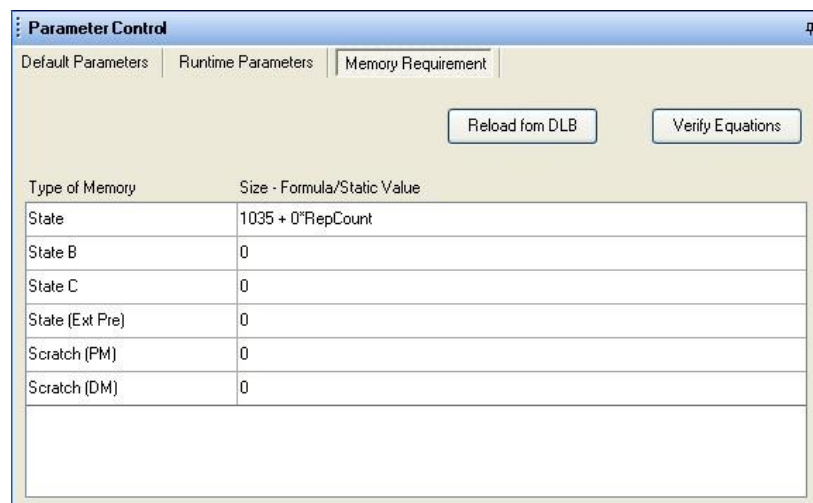 Parameter Control
Default Parameters Runtime Parameters Memory Requirement
Reload fom DLB Verify Equations
Type of Memory Size - Formula/Static Value
State 1035 + 0*RepCount
State B 0
State C 0
State (Ext Pre) 0
Scratch (PM) 0
Scratch (DM) 0